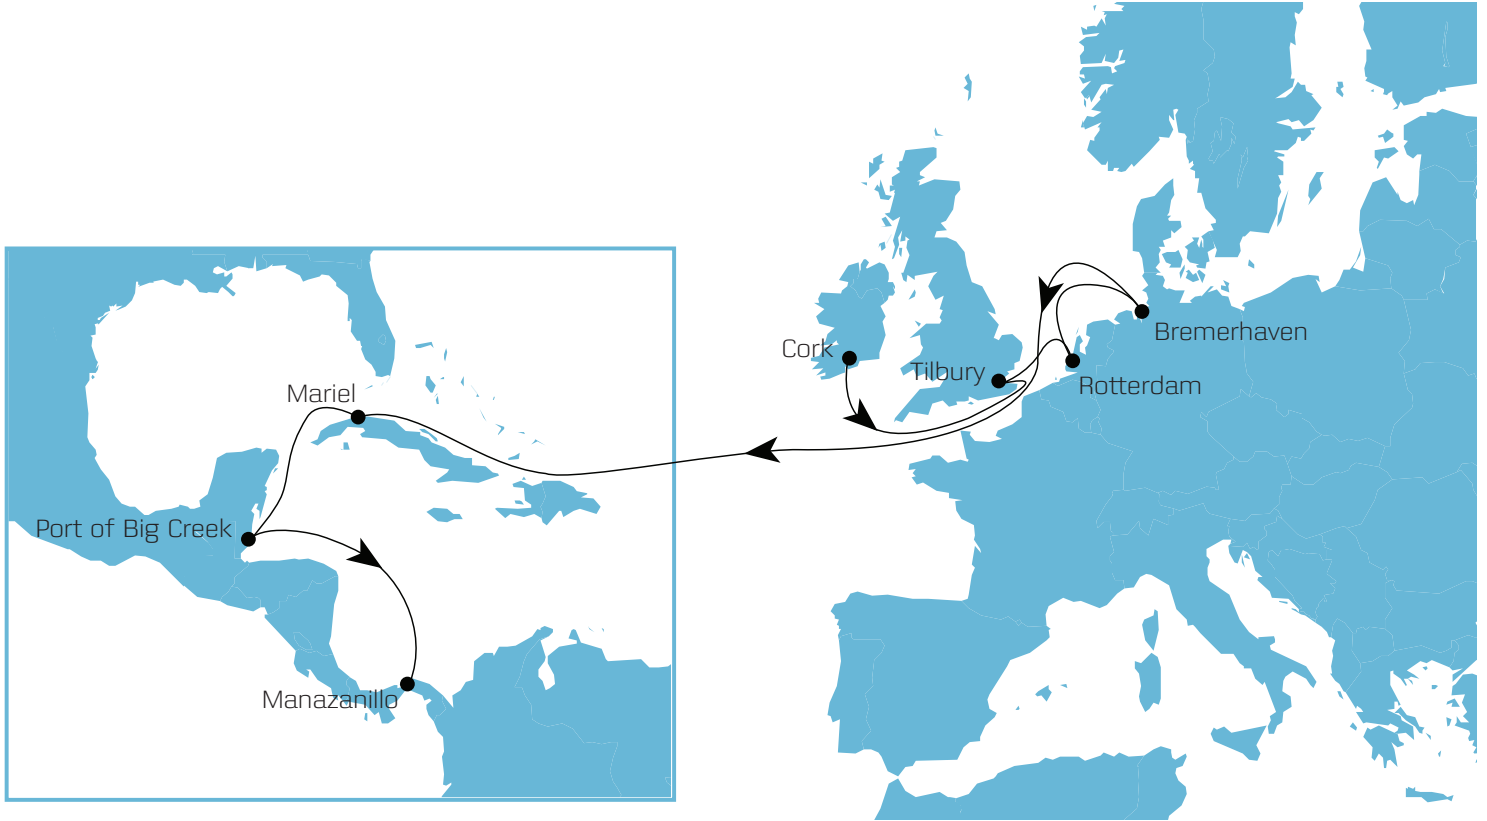 Bremerhaven
Cork
Tilbury
Rotterdam
Mariel
Port of Big Creek
Manazanillo